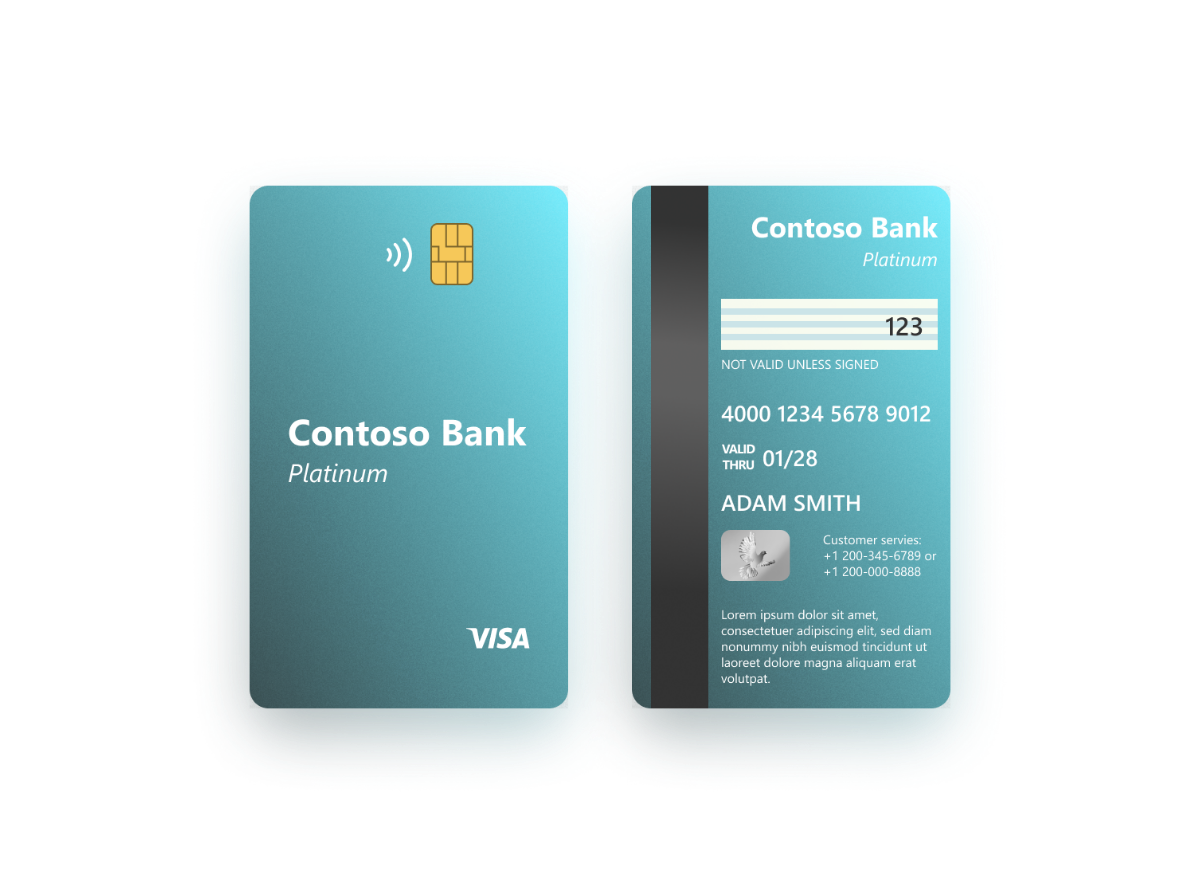 Contoso Bank
Platinum
VISA
Contoso Bank
Platinum
123
NOT VALID UNLESS SIGNED
4000 1234 5678 9012
VALID
THRU 01/28
ADAM SMITH
Customer servies:
+1 200-345-6789 or
+1 200-000-8888
Lorem ipsum dolor sit amet,
consectetuer adipiscing elit, sed diam
nonummy nibh euismod tincidunt ut
laoreet dolore magna aliquam erat
volutpat.